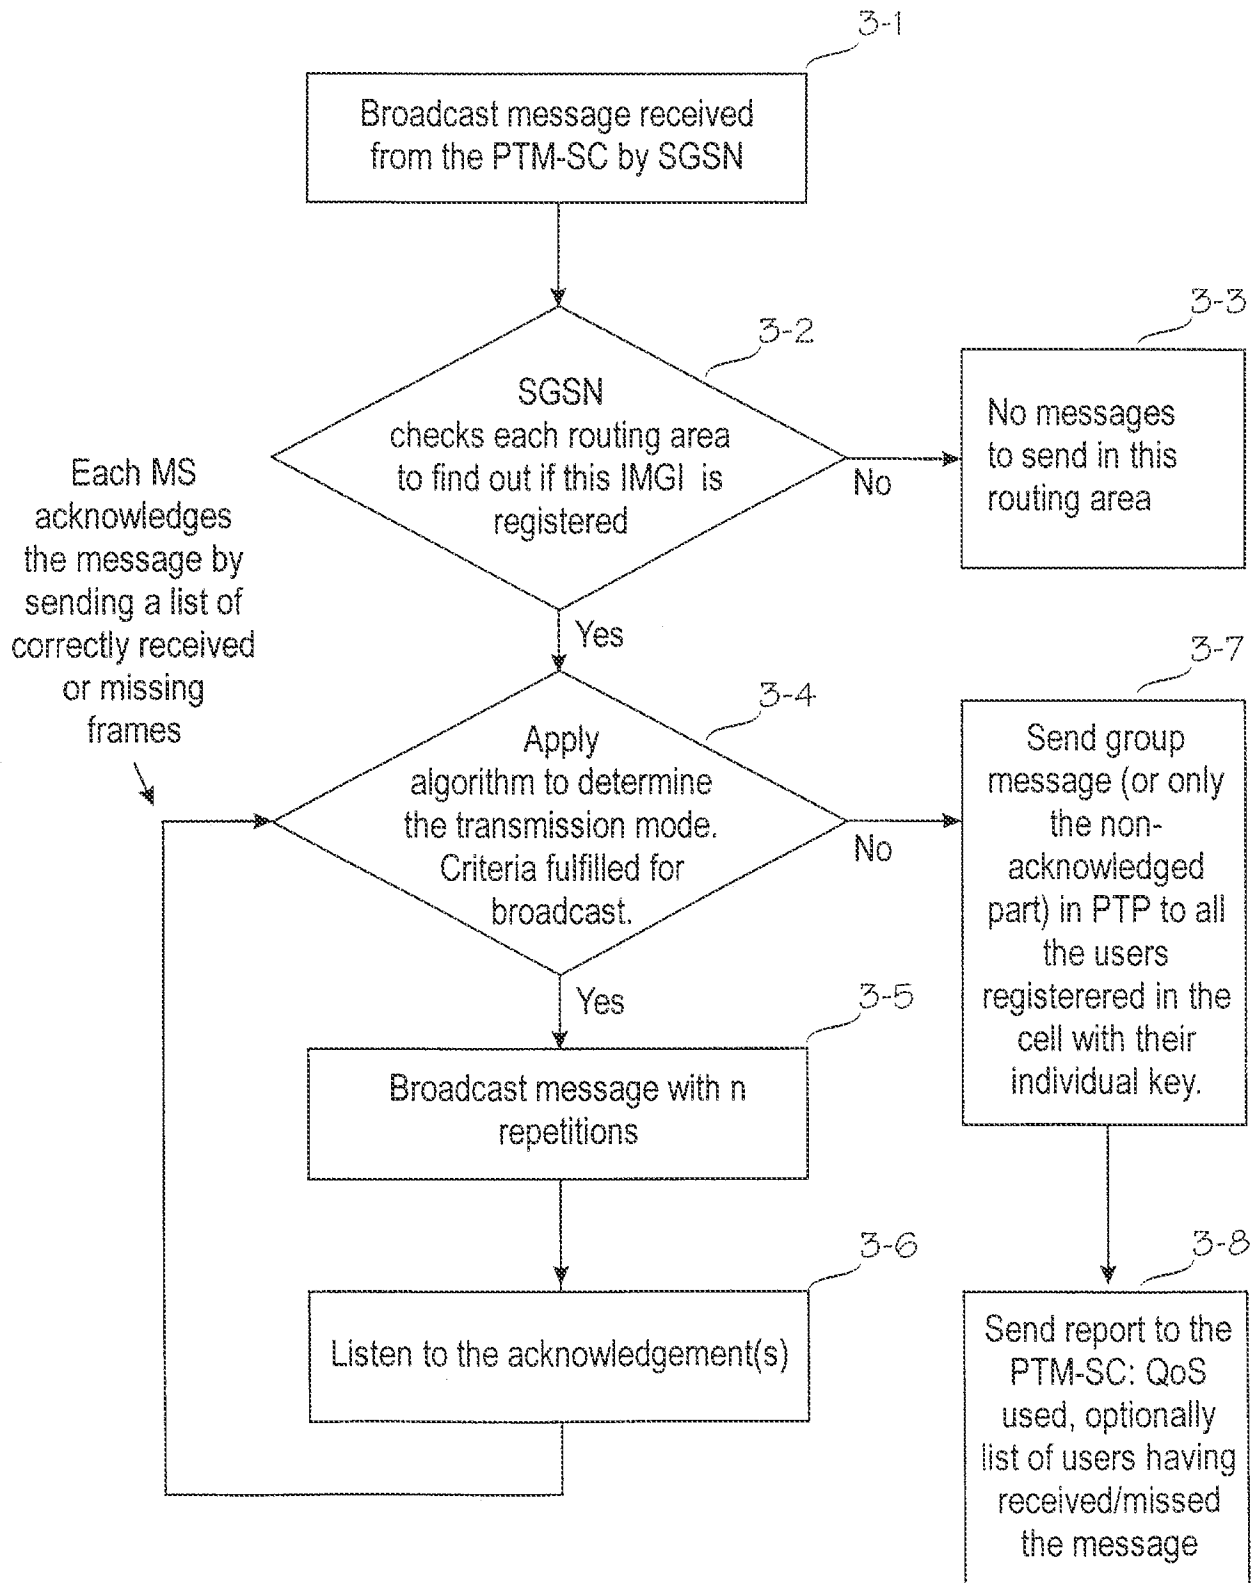 3-1
Broadcast message received
from the PTM-SC by SGSN
3-2
SGSN
checks each routing area
to find out if this IMGI is
registered
No
3-3
No messages
to send in this
routing area
Yes
Each MS
acknowledges
the message by
sending a list of
correctly received
or missing
frames
3-4
Apply
algorithm to determine
the transmission mode.
Criteria fulfilled for
broadcast.
No
3-7
Send group
message (or only
the non-
acknowledged
part) in PTP to all
the users
registerered in the
cell with their
individual key.
Yes
3-5
Broadcast message with n
repetitions
3-6
Listen to the acknowledgement(s)
3-8
Send report to the
PTM-SC: QoS
used, optionally
list of users having
received/missed
the message